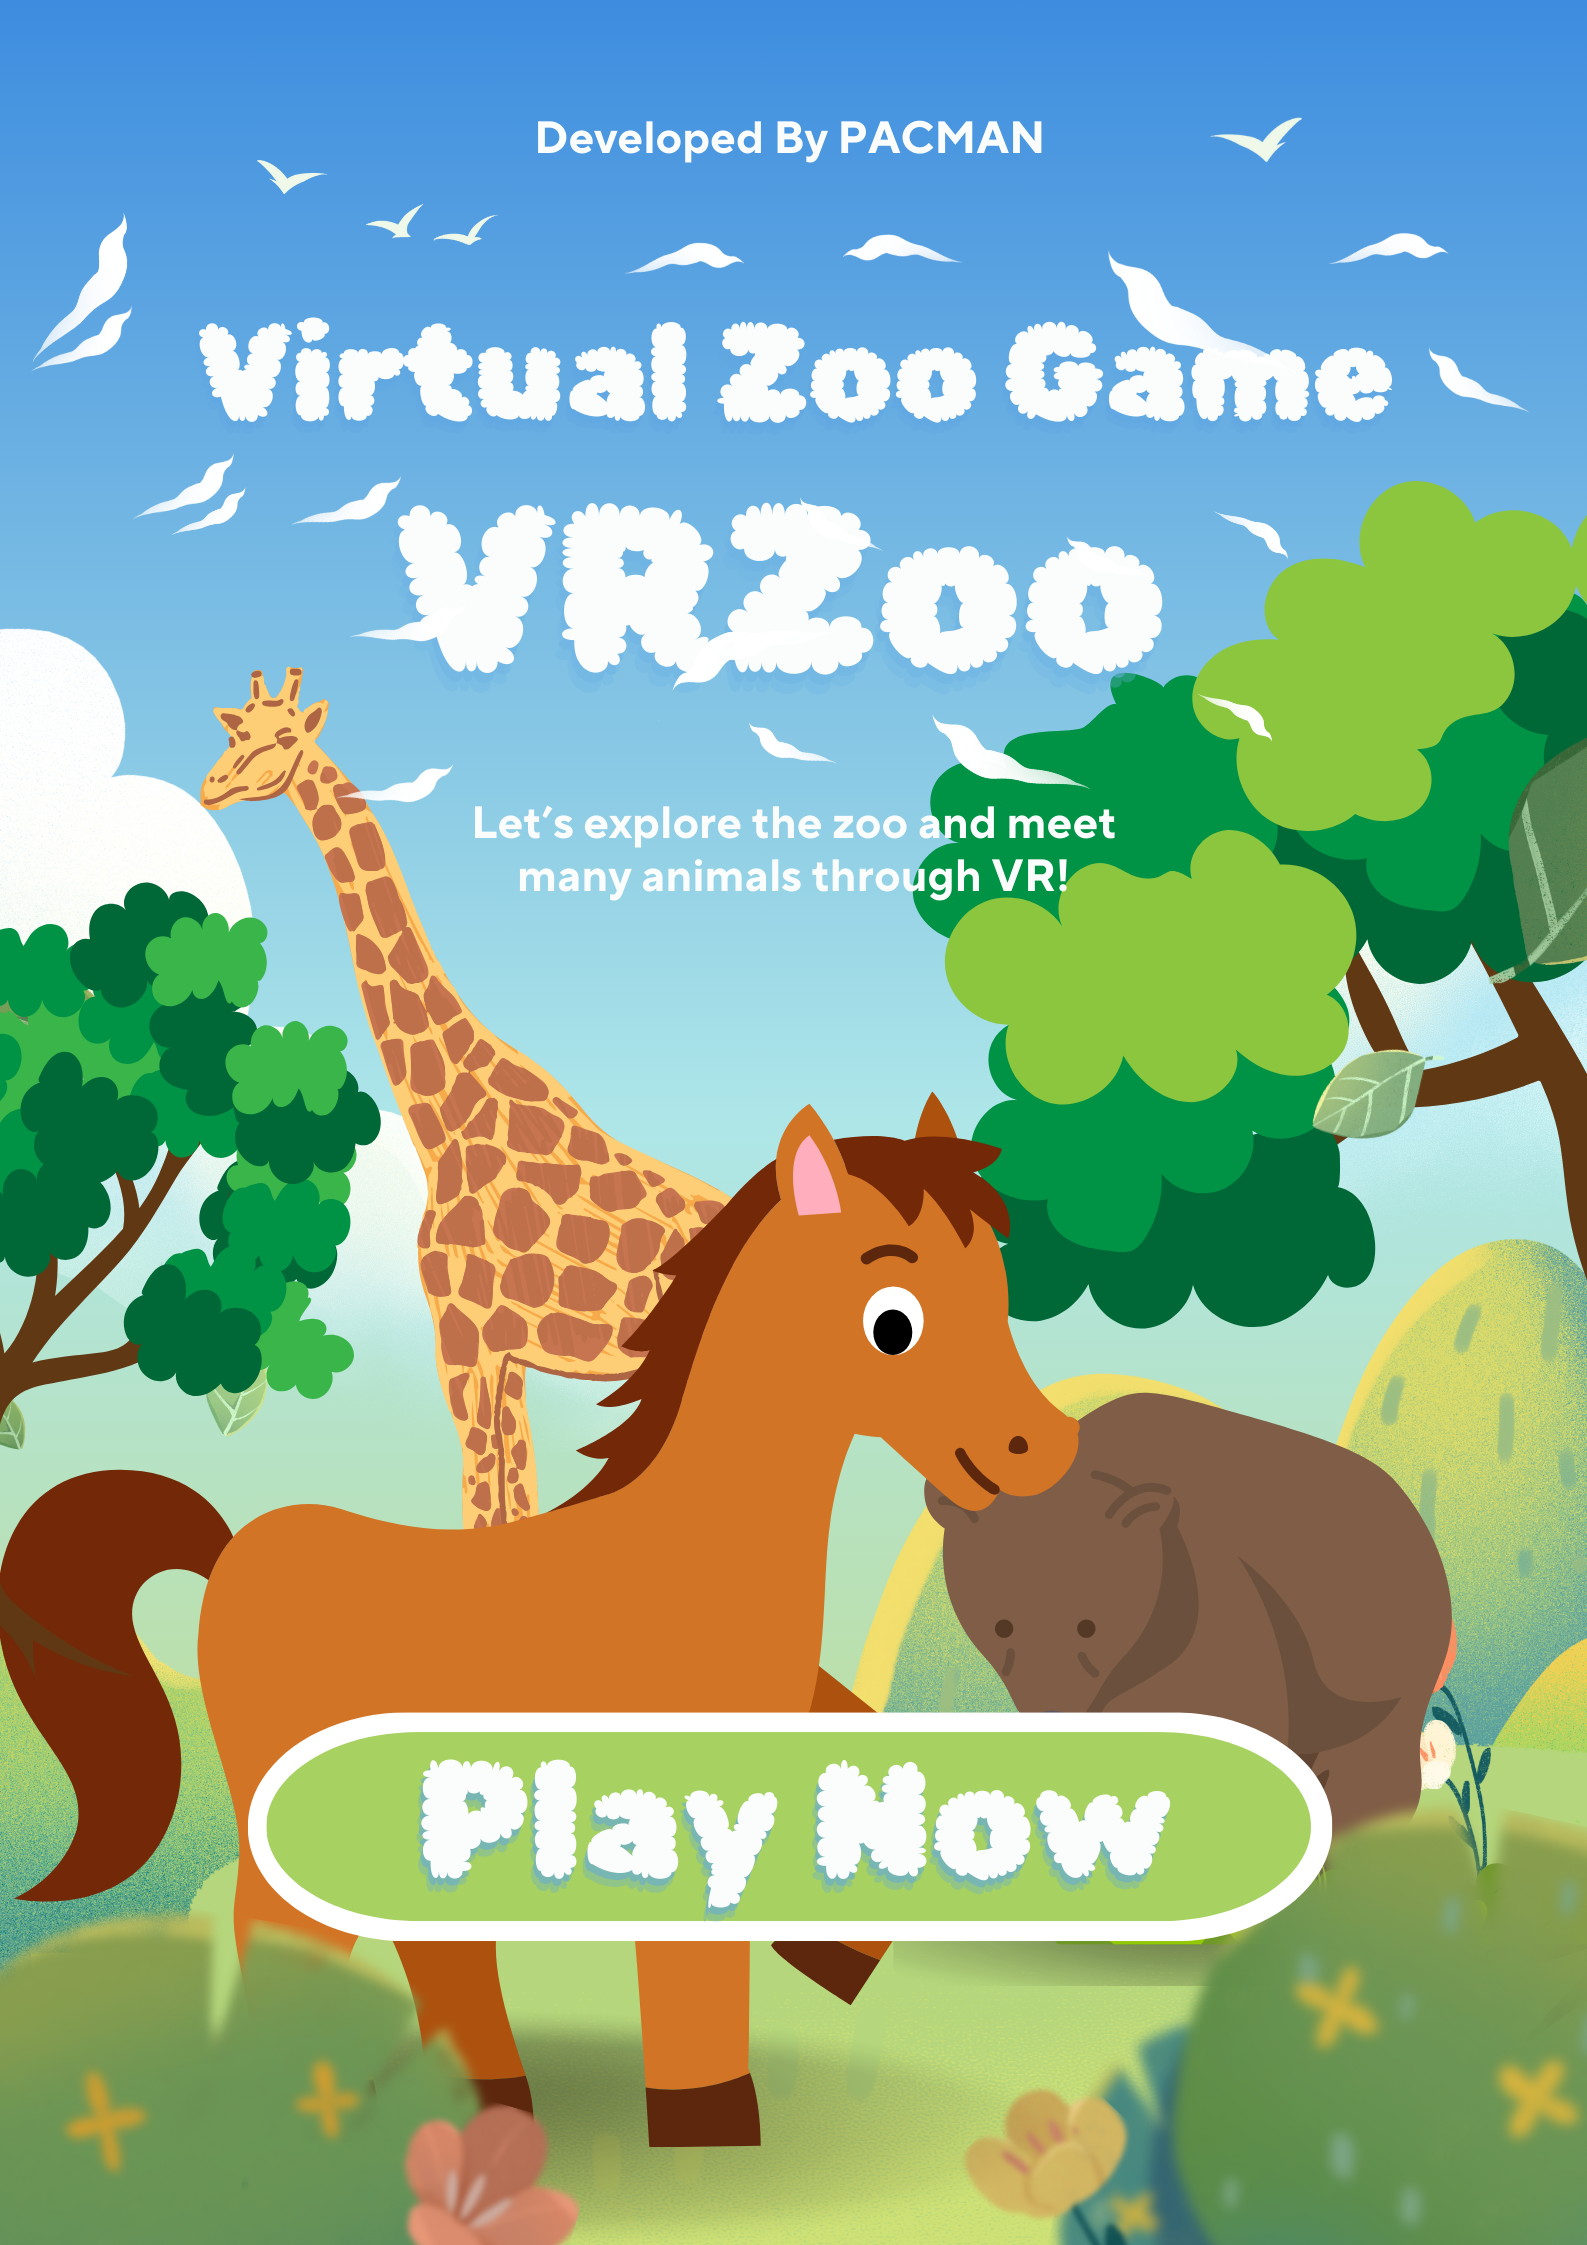 Developed By PACMAN
Virtual Zoo Game
VRZoo
Let's explore the zoo and meet
many animals through VR!
Play Now